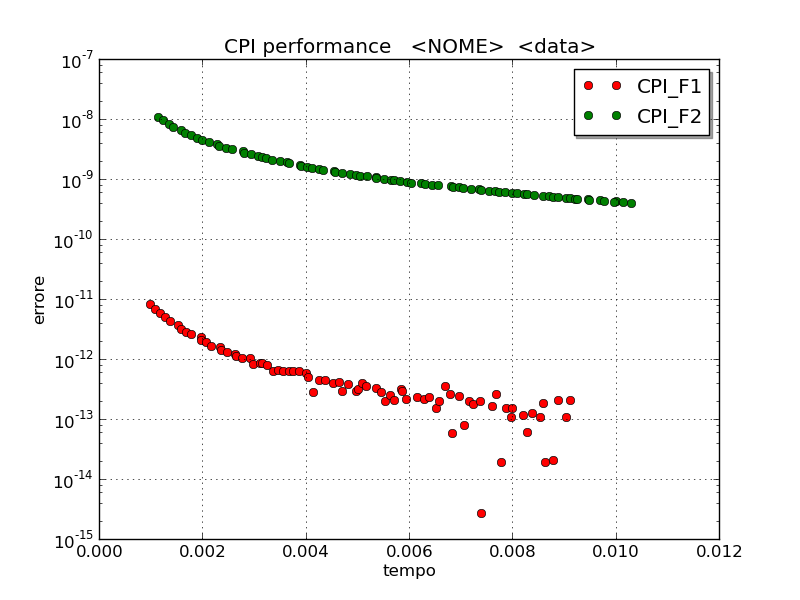 CPI performance   <NOME>  <data>
CPI_F1
CPI_F2
errore
10^-7
10^-8
10^-9
10^-10
10^-11
10^-12
10^-13
10^-14
10^-15
0.000 0.002 0.004 0.006 0.008 0.010 0.012
tempo